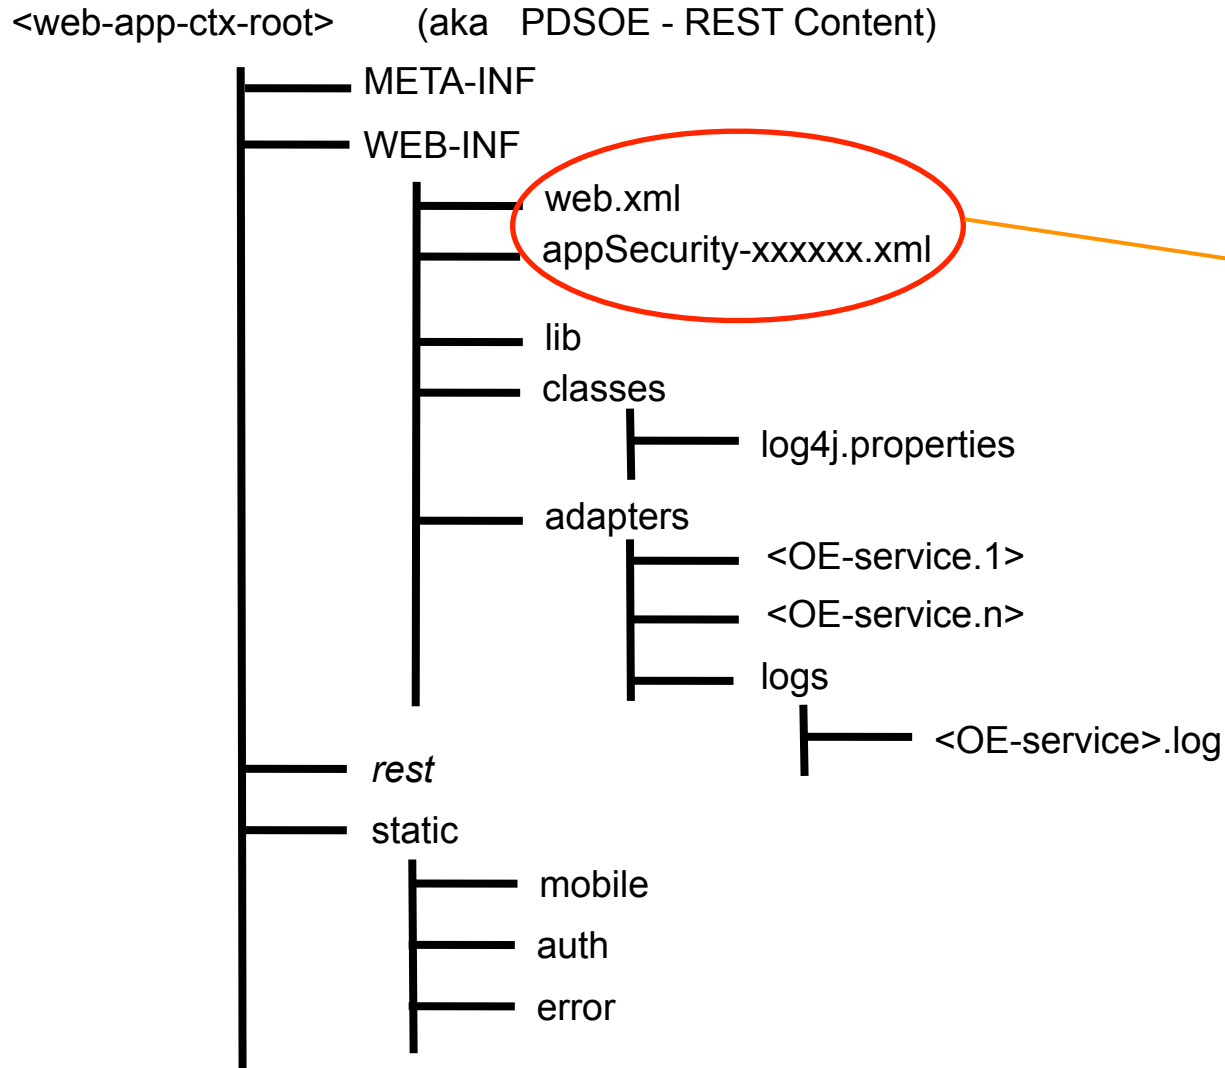 <web-app-ctx-root> (aka PDSOE - REST Content)
META-INF
WEB-INF
web.xml
appSecurity-xxxxxx.xml
lib
classes
log4j.properties
adapters
<OE-service.1>
<OE-service.n>
logs
<OE-service>.log
rest
static
mobile
auth
error